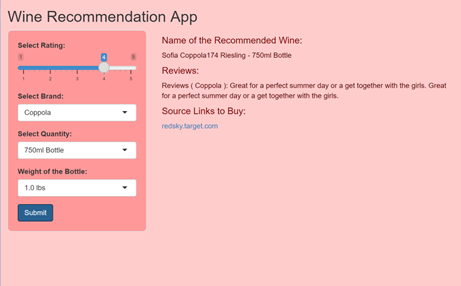 Wine Recommendation App
Select Rating:
1 4 5
1 2 3 4 5
Select Brand:
Coppola
Select Quantity:
750ml Bottle
Weight of the Bottle:
1.0 lbs
Submit
Name of the Recommended Wine:
Sofia Coppola174 Riesling - 750ml Bottle
Reviews:
Reviews ( Coppola ): Great for a perfect summer day or a get together with the girls. Great
for a perfect summer day or a get together with the girls.
Source Links to Buy:
redsky.target.com